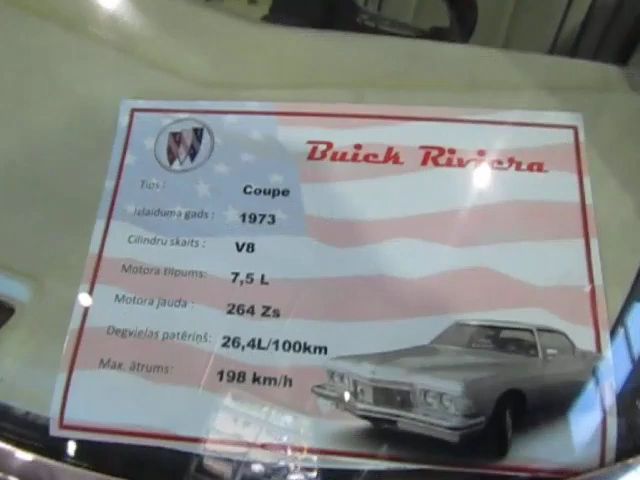 Buick Riviera
Tips: Coupe
Izlaiduma gads: 1973
Cilindru skaits: V8
Motora tilpums: 7,5 L
Motora jauda: 264 Zs
Degvielas patēriņš: 26,4L/100km
Max. ātrums: 198 km/h